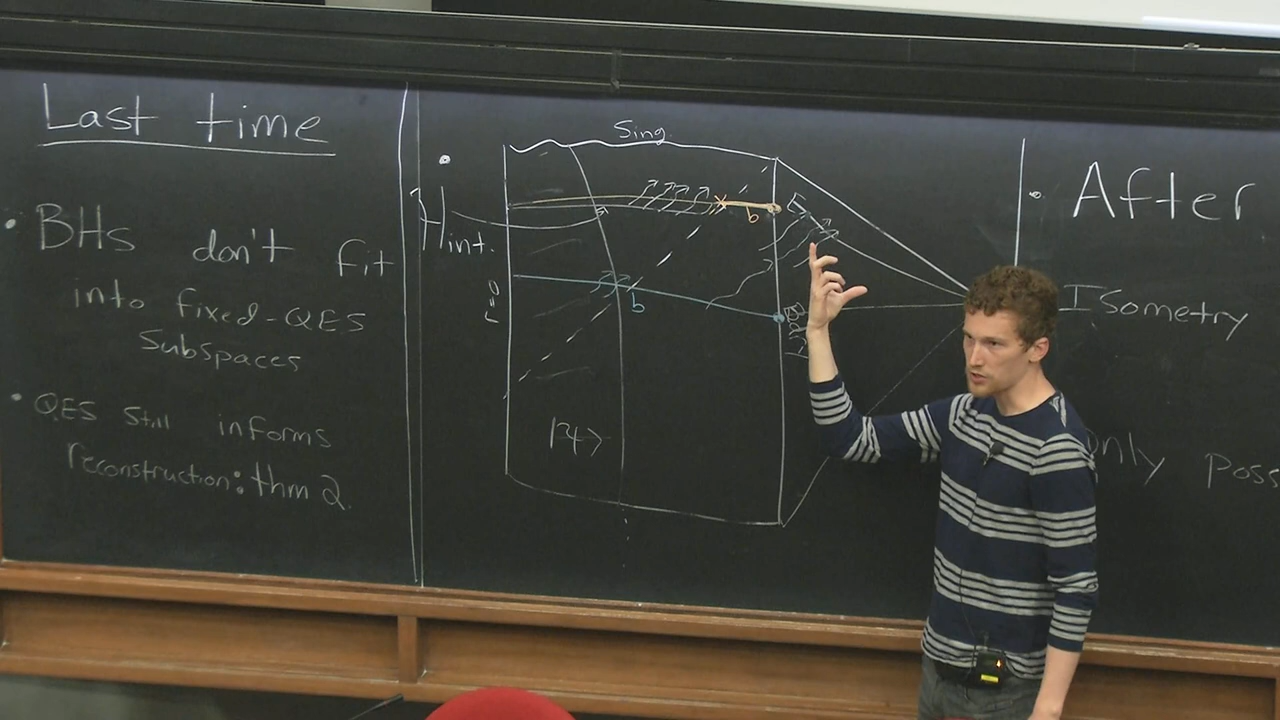 Last time
• BHs don't fit
into fixed-QES
Subspaces
• QES still informs
reconstruction: thm 2
•
Hint.
Sing.
r=0
b
b
|ψ>
• After
Isometry
only poss